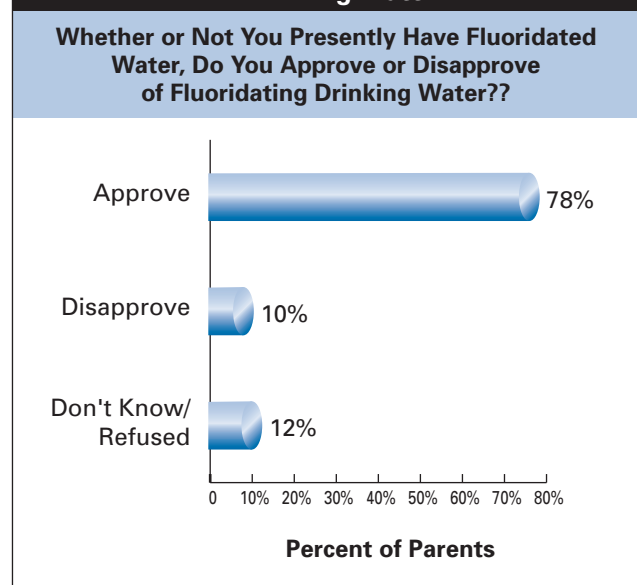 Whether or Not You Presently Have Fluoridated
Water, Do You Approve or Disapprove
of Fluoridating Drinking Water??
Approve
78%
Disapprove
10%
Don't Know/
Refused
12%
0 10% 20% 30% 40% 50% 60% 70% 80%
Percent of Parents